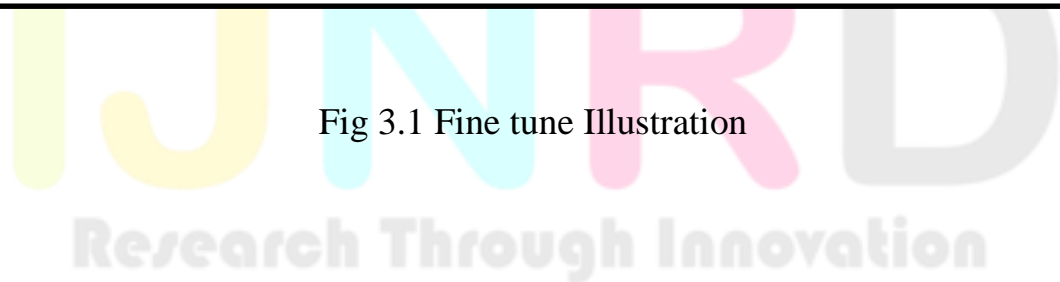 IJNRD
Fig 3.1 Fine tune Illustration
Research Through Innovation